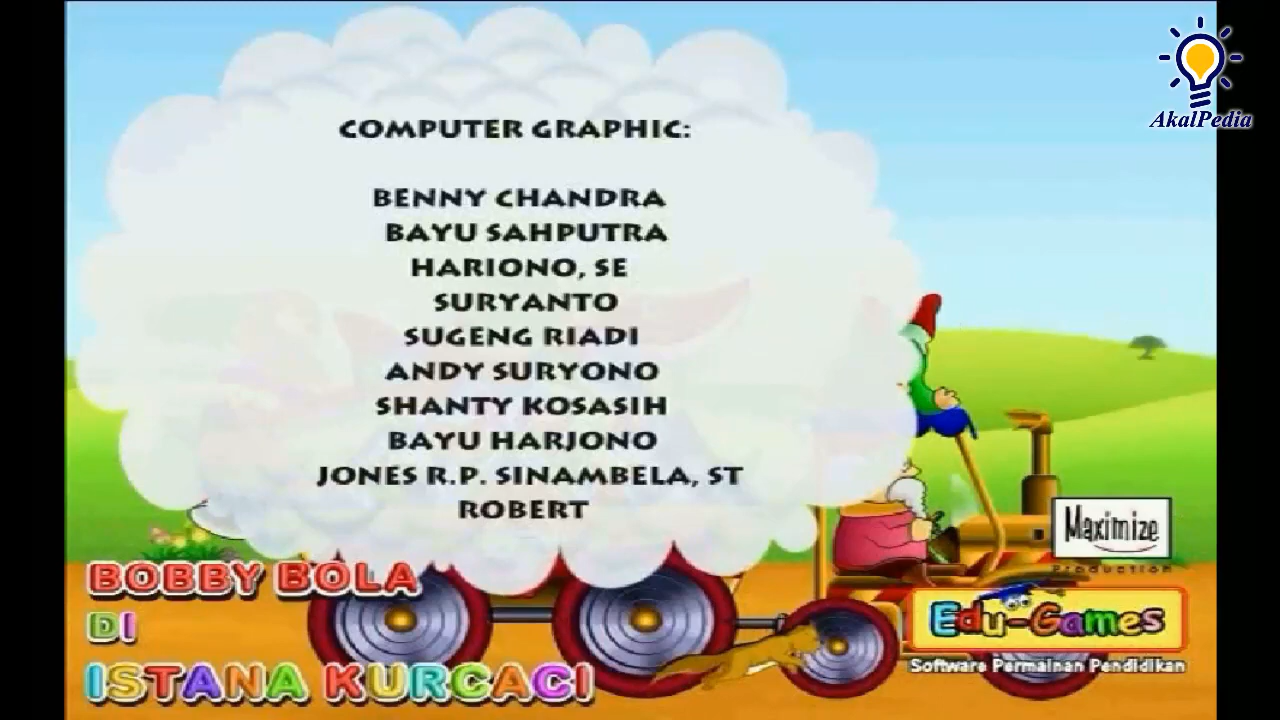 AkalPedia
COMPUTER GRAPHIC:
BENNY CHANDRA
BAYU SAHPUTRA
HARIONO, SE
SURYANTO
SUGENG RIADI
ANDY SURYONO
SHANTY KOSASIH
BAYU HARJONO
JONES R.P. SINAMBELA, ST
ROBERT
Maximize
Production
BOBBY BOLA
DI
ISTANA KURCACI
Edu-Games
Software Permainan Pendidikan